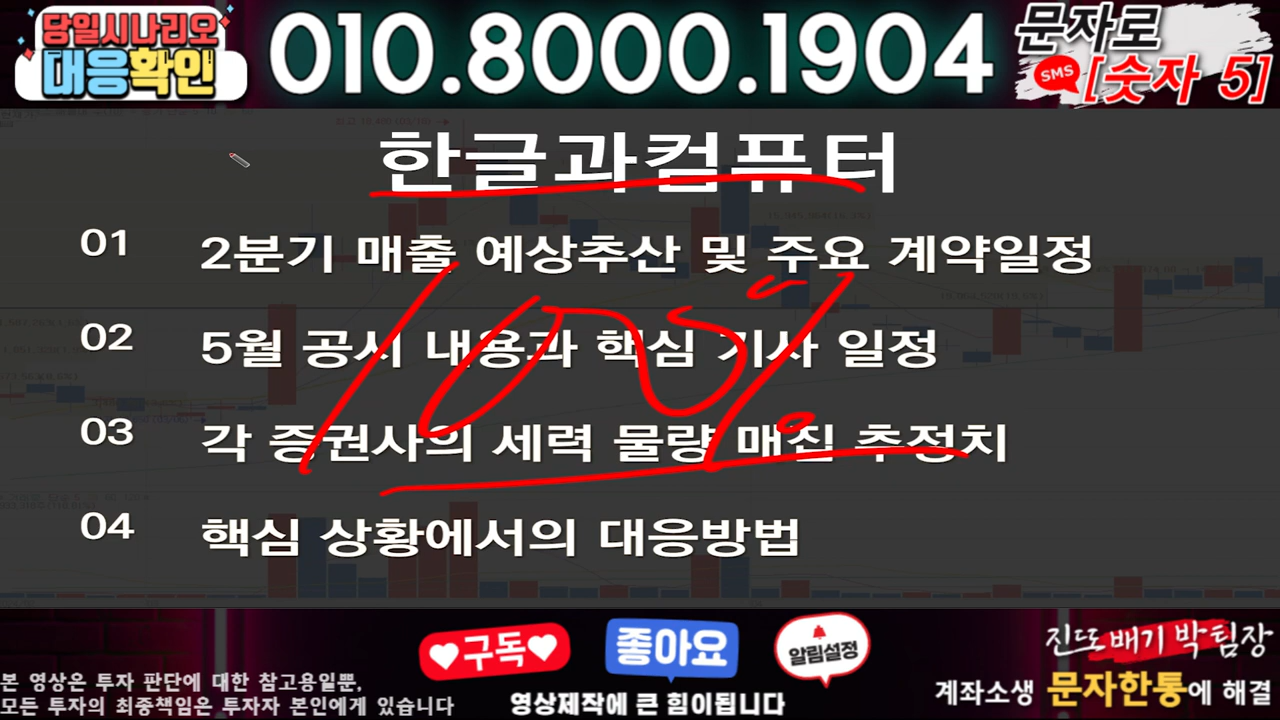 당일시나리오
대응확인
010.8000.1904
문자로
SMS [숫자 5]
한글과컴퓨터
01 2분기 매출 예상추산 및 주요 계약일정
02 5월 공시 내용과 핵심 기사 일정
03 각 증권사의 세력 물량 매집 추정치
04 핵심 상황에서의 대응방법
100%
구독
좋아요
알림설정
영상제작에 큰 힘이됩니다
본 영상은 투자 판단에 대한 참고용일뿐,
모든 투자의 최종책임은 투자자 본인에게 있습니다
진또배기 박팀장
계좌소생 문자한통에 해결